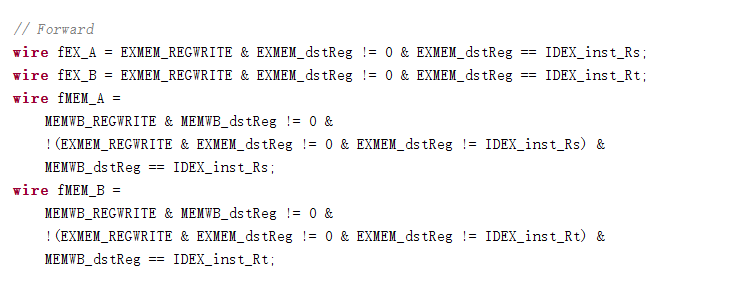 // Forward
wire fEX_A = EXMEM_REGWRITE & EXMEM_dstReg != 0 & EXMEM_dstReg == IDEX_inst_Rs;
wire fEX_B = EXMEM_REGWRITE & EXMEM_dstReg != 0 & EXMEM_dstReg == IDEX_inst_Rt;
wire fMEM_A =
    MEMWB_REGWRITE & MEMWB_dstReg != 0 &
    !(EXMEM_REGWRITE & EXMEM_dstReg != 0 & EXMEM_dstReg != IDEX_inst_Rs) &
    MEMWB_dstReg == IDEX_inst_Rs;
wire fMEM_B =
    MEMWB_REGWRITE & MEMWB_dstReg != 0 &
    !(EXMEM_REGWRITE & EXMEM_dstReg != 0 & EXMEM_dstReg != IDEX_inst_Rt) &
    MEMWB_dstReg == IDEX_inst_Rt;